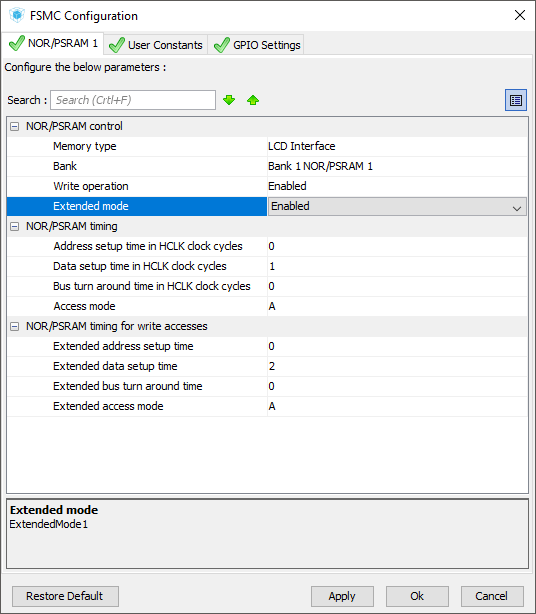 FSMC Configuration
NOR/PSRAM 1
User Constants
GPIO Settings
Configure the below parameters :
Search : Search (Crtl+F)
NOR/PSRAM control
Memory type LCD Interface
Bank Bank 1 NOR/PSRAM 1
Write operation Enabled
Extended mode Enabled
NOR/PSRAM timing
Address setup time in HCLK clock cycles 0
Data setup time in HCLK clock cycles 1
Bus turn around time in HCLK clock cycles 0
Access mode A
NOR/PSRAM timing for write accesses
Extended address setup time 0
Extended data setup time 2
Extended bus turn around time 0
Extended access mode A
Extended mode
ExtendedMode1
Restore Default
Apply
Ok
Cancel